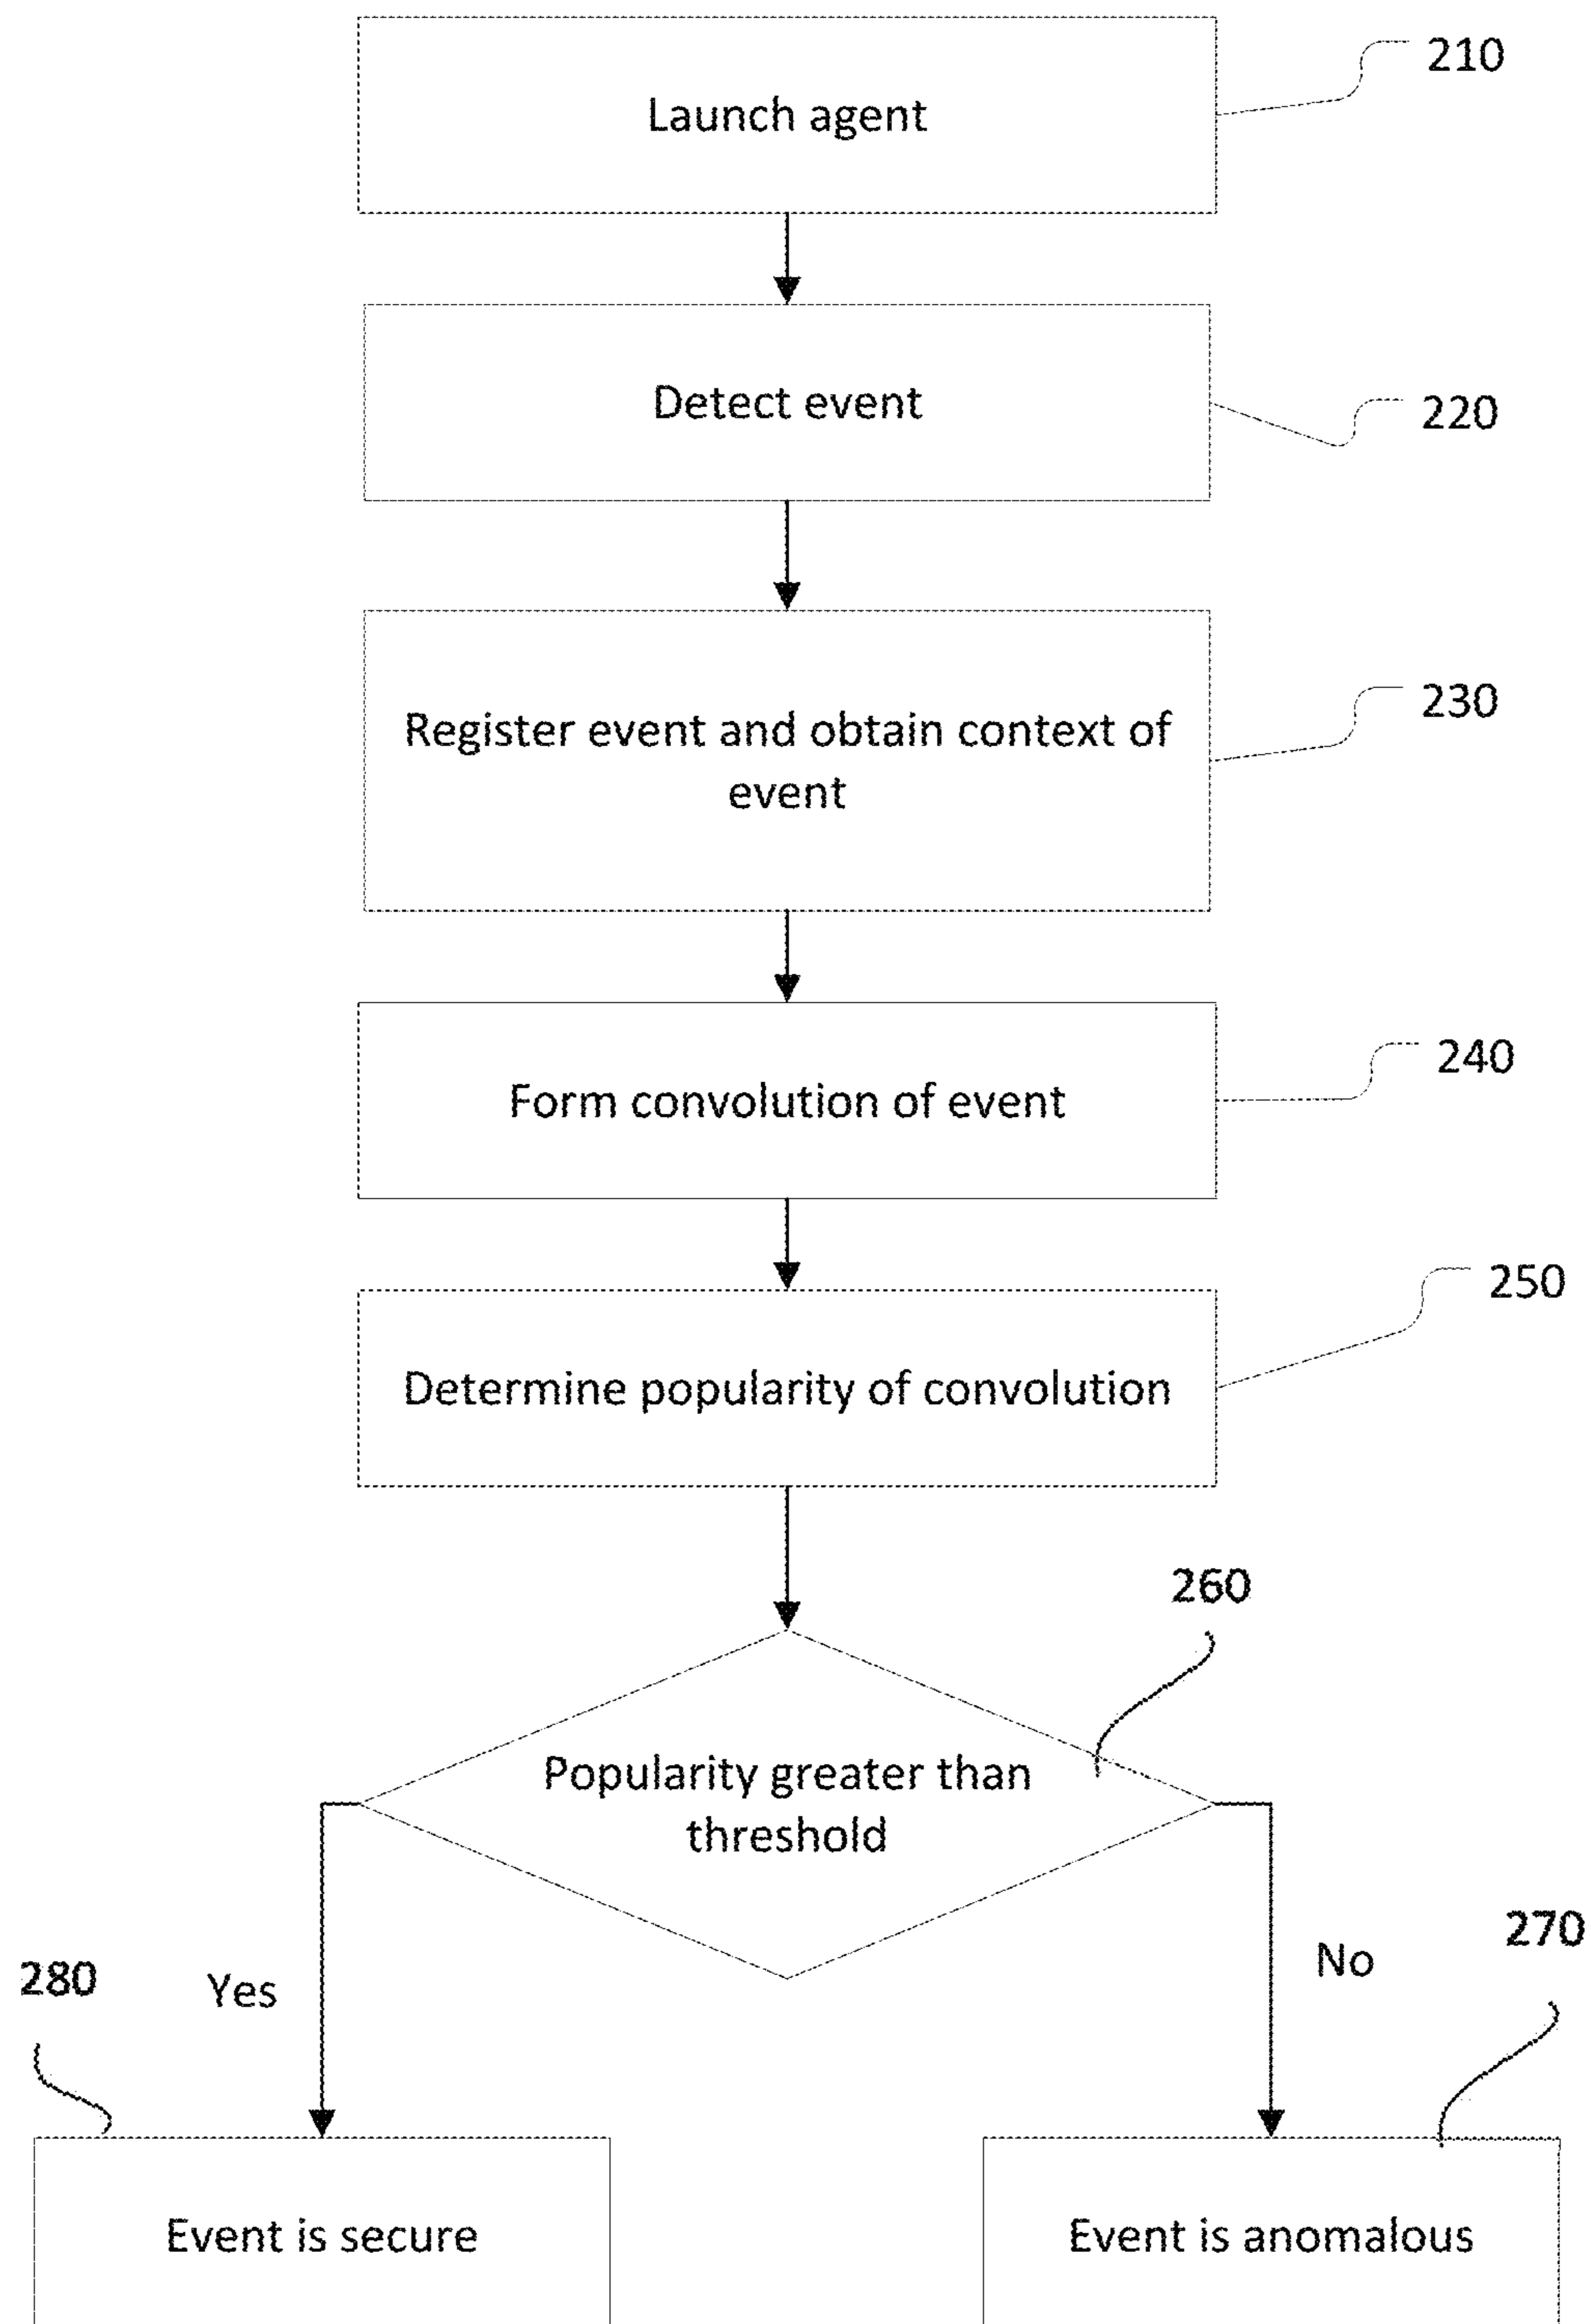 210
Launch agent
Detect event
220
230
Register event and obtain context of
event
240
Form convolution of event
250
Determine popularity of convolution
260
Popularity greater than
threshold
270
No
280
Yes
Event is secure
Event is anomalous